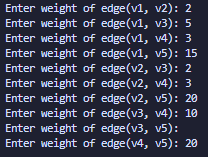 Enter weight of edge(v1, v2): 2
Enter weight of edge(v1, v3): 5
Enter weight of edge(v1, v4): 3
Enter weight of edge(v1, v5): 15
Enter weight of edge(v2, v3): 2
Enter weight of edge(v2, v4): 3
Enter weight of edge(v2, v5): 20
Enter weight of edge(v3, v4): 10
Enter weight of edge(v3, v5):
Enter weight of edge(v4, v5): 20